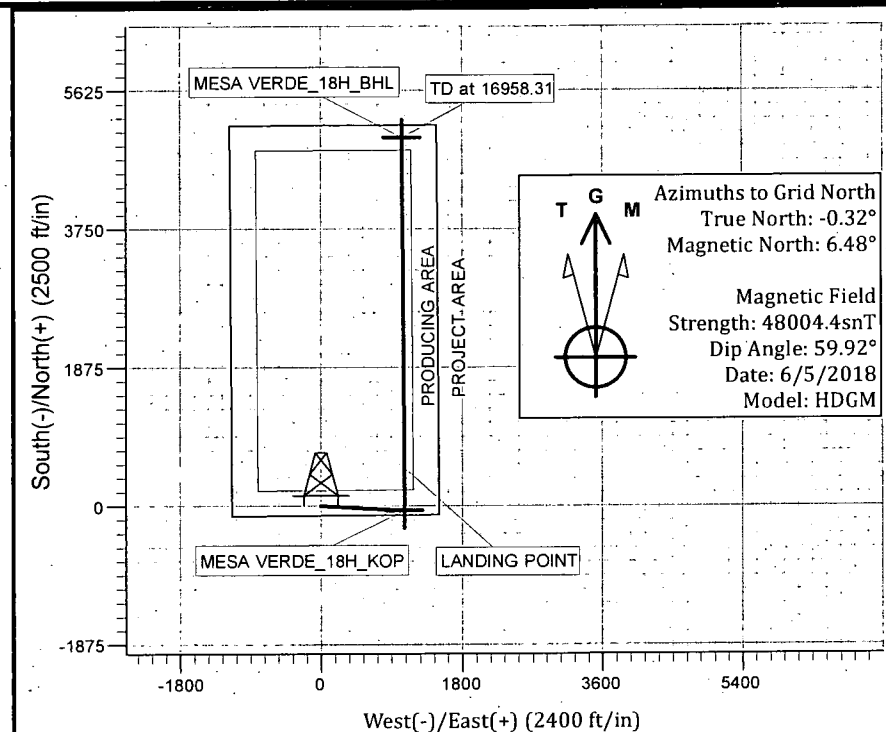 MESA VERDE_18H_BHL
TD at 16958.31
5625
3750
1875
0
-1875
South(-)/North(+) (2500 ft/in)
PRODUCING AREA
PROJECT AREA
T G M
Azimuths to Grid North
True North: -0.32°
Magnetic North: 6.48°
Magnetic Field
Strength: 48004.4snT
Dip Angle: 59.92°
Date: 6/5/2018
Model: HDGM
MESA VERDE_18H_KOP
LANDING POINT
-1800
0
1800
3600
5400
West(-)/East(+) (2400 ft/in)